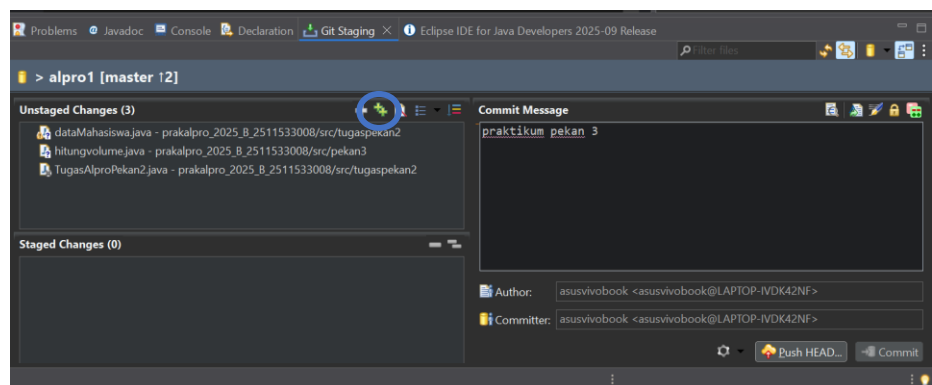 Problems Javadoc Console Declaration Git Staging Eclipse IDE for Java Developers 2025-09 Release
Filter files
> alpro1 [master ↑2]
Unstaged Changes (3)
dataMahasiswa.java - prakalpro_2025_B_2511533008/src/tugaspekan2
hitungvolume.java - prakalpro_2025_B_2511533008/src/pekan3
TugasAlproPekan2.java - prakalpro_2025_B_2511533008/src/tugaspekan2
Staged Changes (0)
Commit Message
praktikum pekan 3
Author: asusvivobook <asusvivobook@LAPTOP-IVDK42NF>
Committer: asusvivobook <asusvivobook@LAPTOP-IVDK42NF>
Push HEAD... Commit